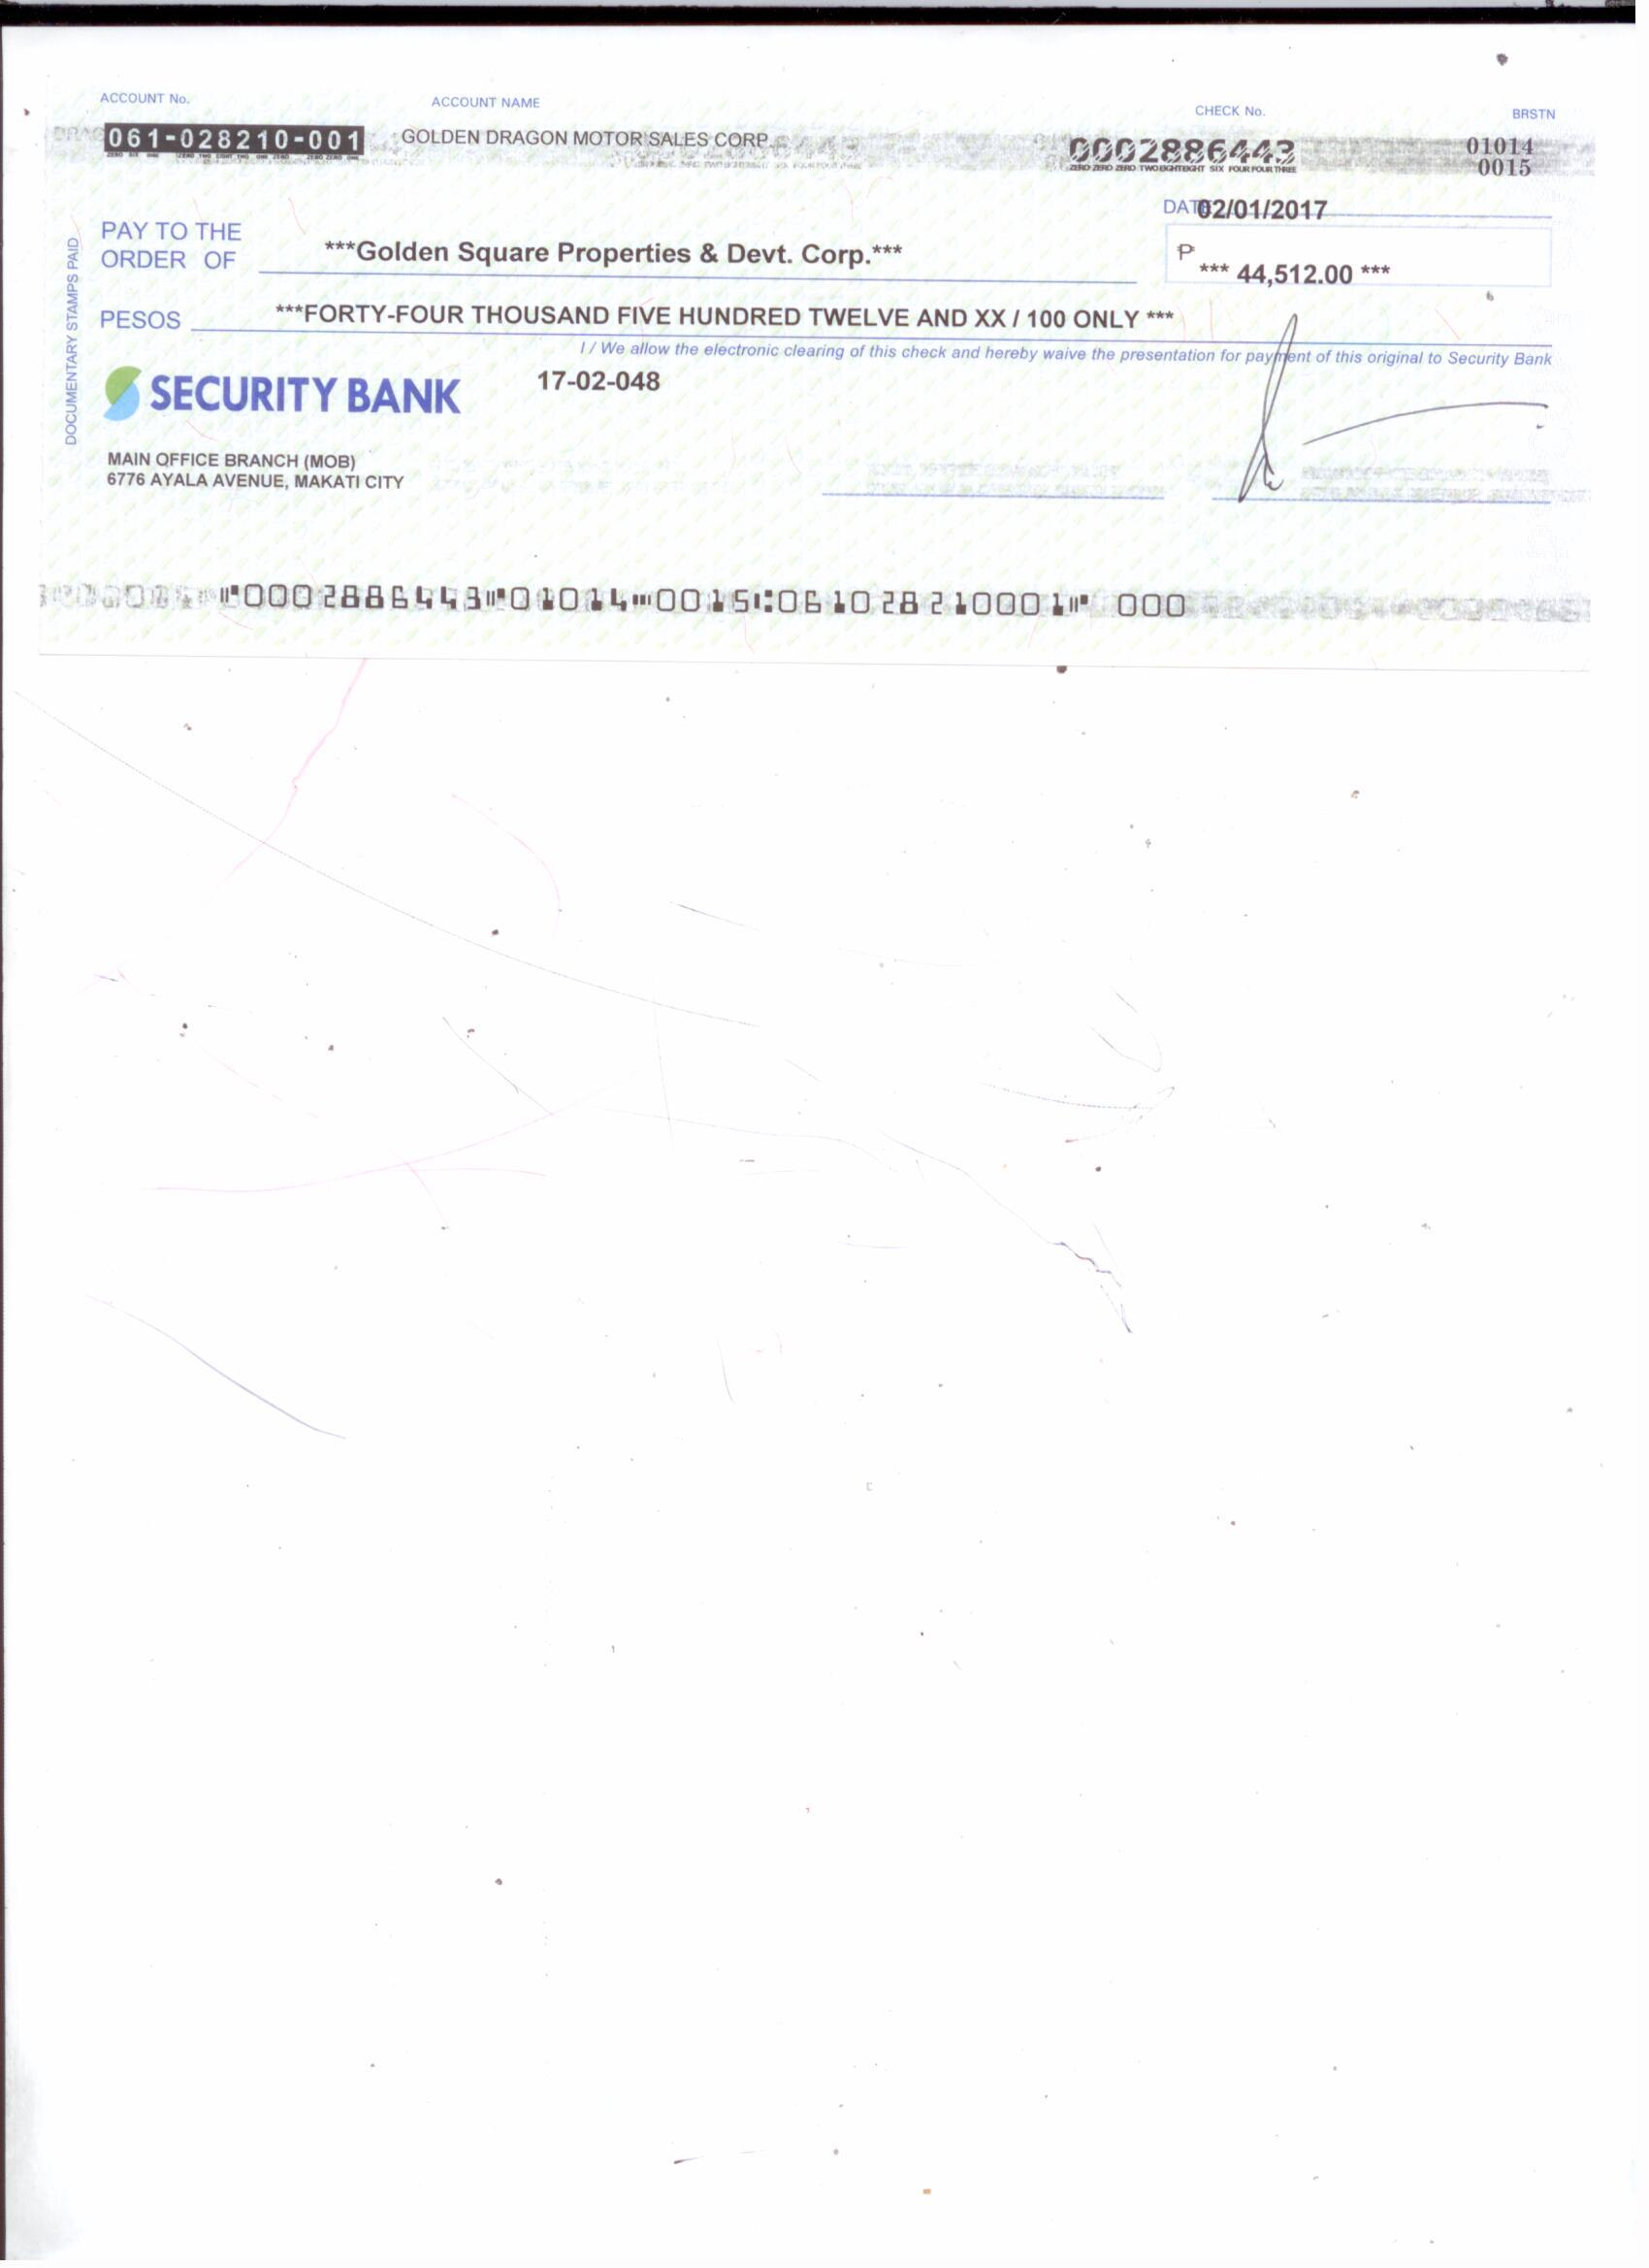 ACCOUNT No. ACCOUNT NAME CHECK No. BRSTN
061-028210-001 GOLDEN DRAGON MOTOR SALES CORP. 0002886443 01014
ZERO SIX ONE ZERO TWO EIGHT TWO ONE ZERO ZERO ZERO ONE ZERO ZERO ZERO TWO EIGHT EIGHT SIX FOUR FOUR THREE 0015
DATE 02/01/2017
PAY TO THE
ORDER OF ***Golden Square Properties & Devt. Corp.*** ₱ *** 44,512.00 ***
PESOS ***FORTY-FOUR THOUSAND FIVE HUNDRED TWELVE AND XX / 100 ONLY ***
I / We allow the electronic clearing of this check and hereby waive the presentation for payment of this original to Security Bank
DOCUMENTARY STAMPS PAID
SECURITY BANK 17-02-048
MAIN OFFICE BRANCH (MOB)
6776 AYALA AVENUE, MAKATI CITY
⑈0002886443⑈01014⑉0015⑆061028210001⑈ 000